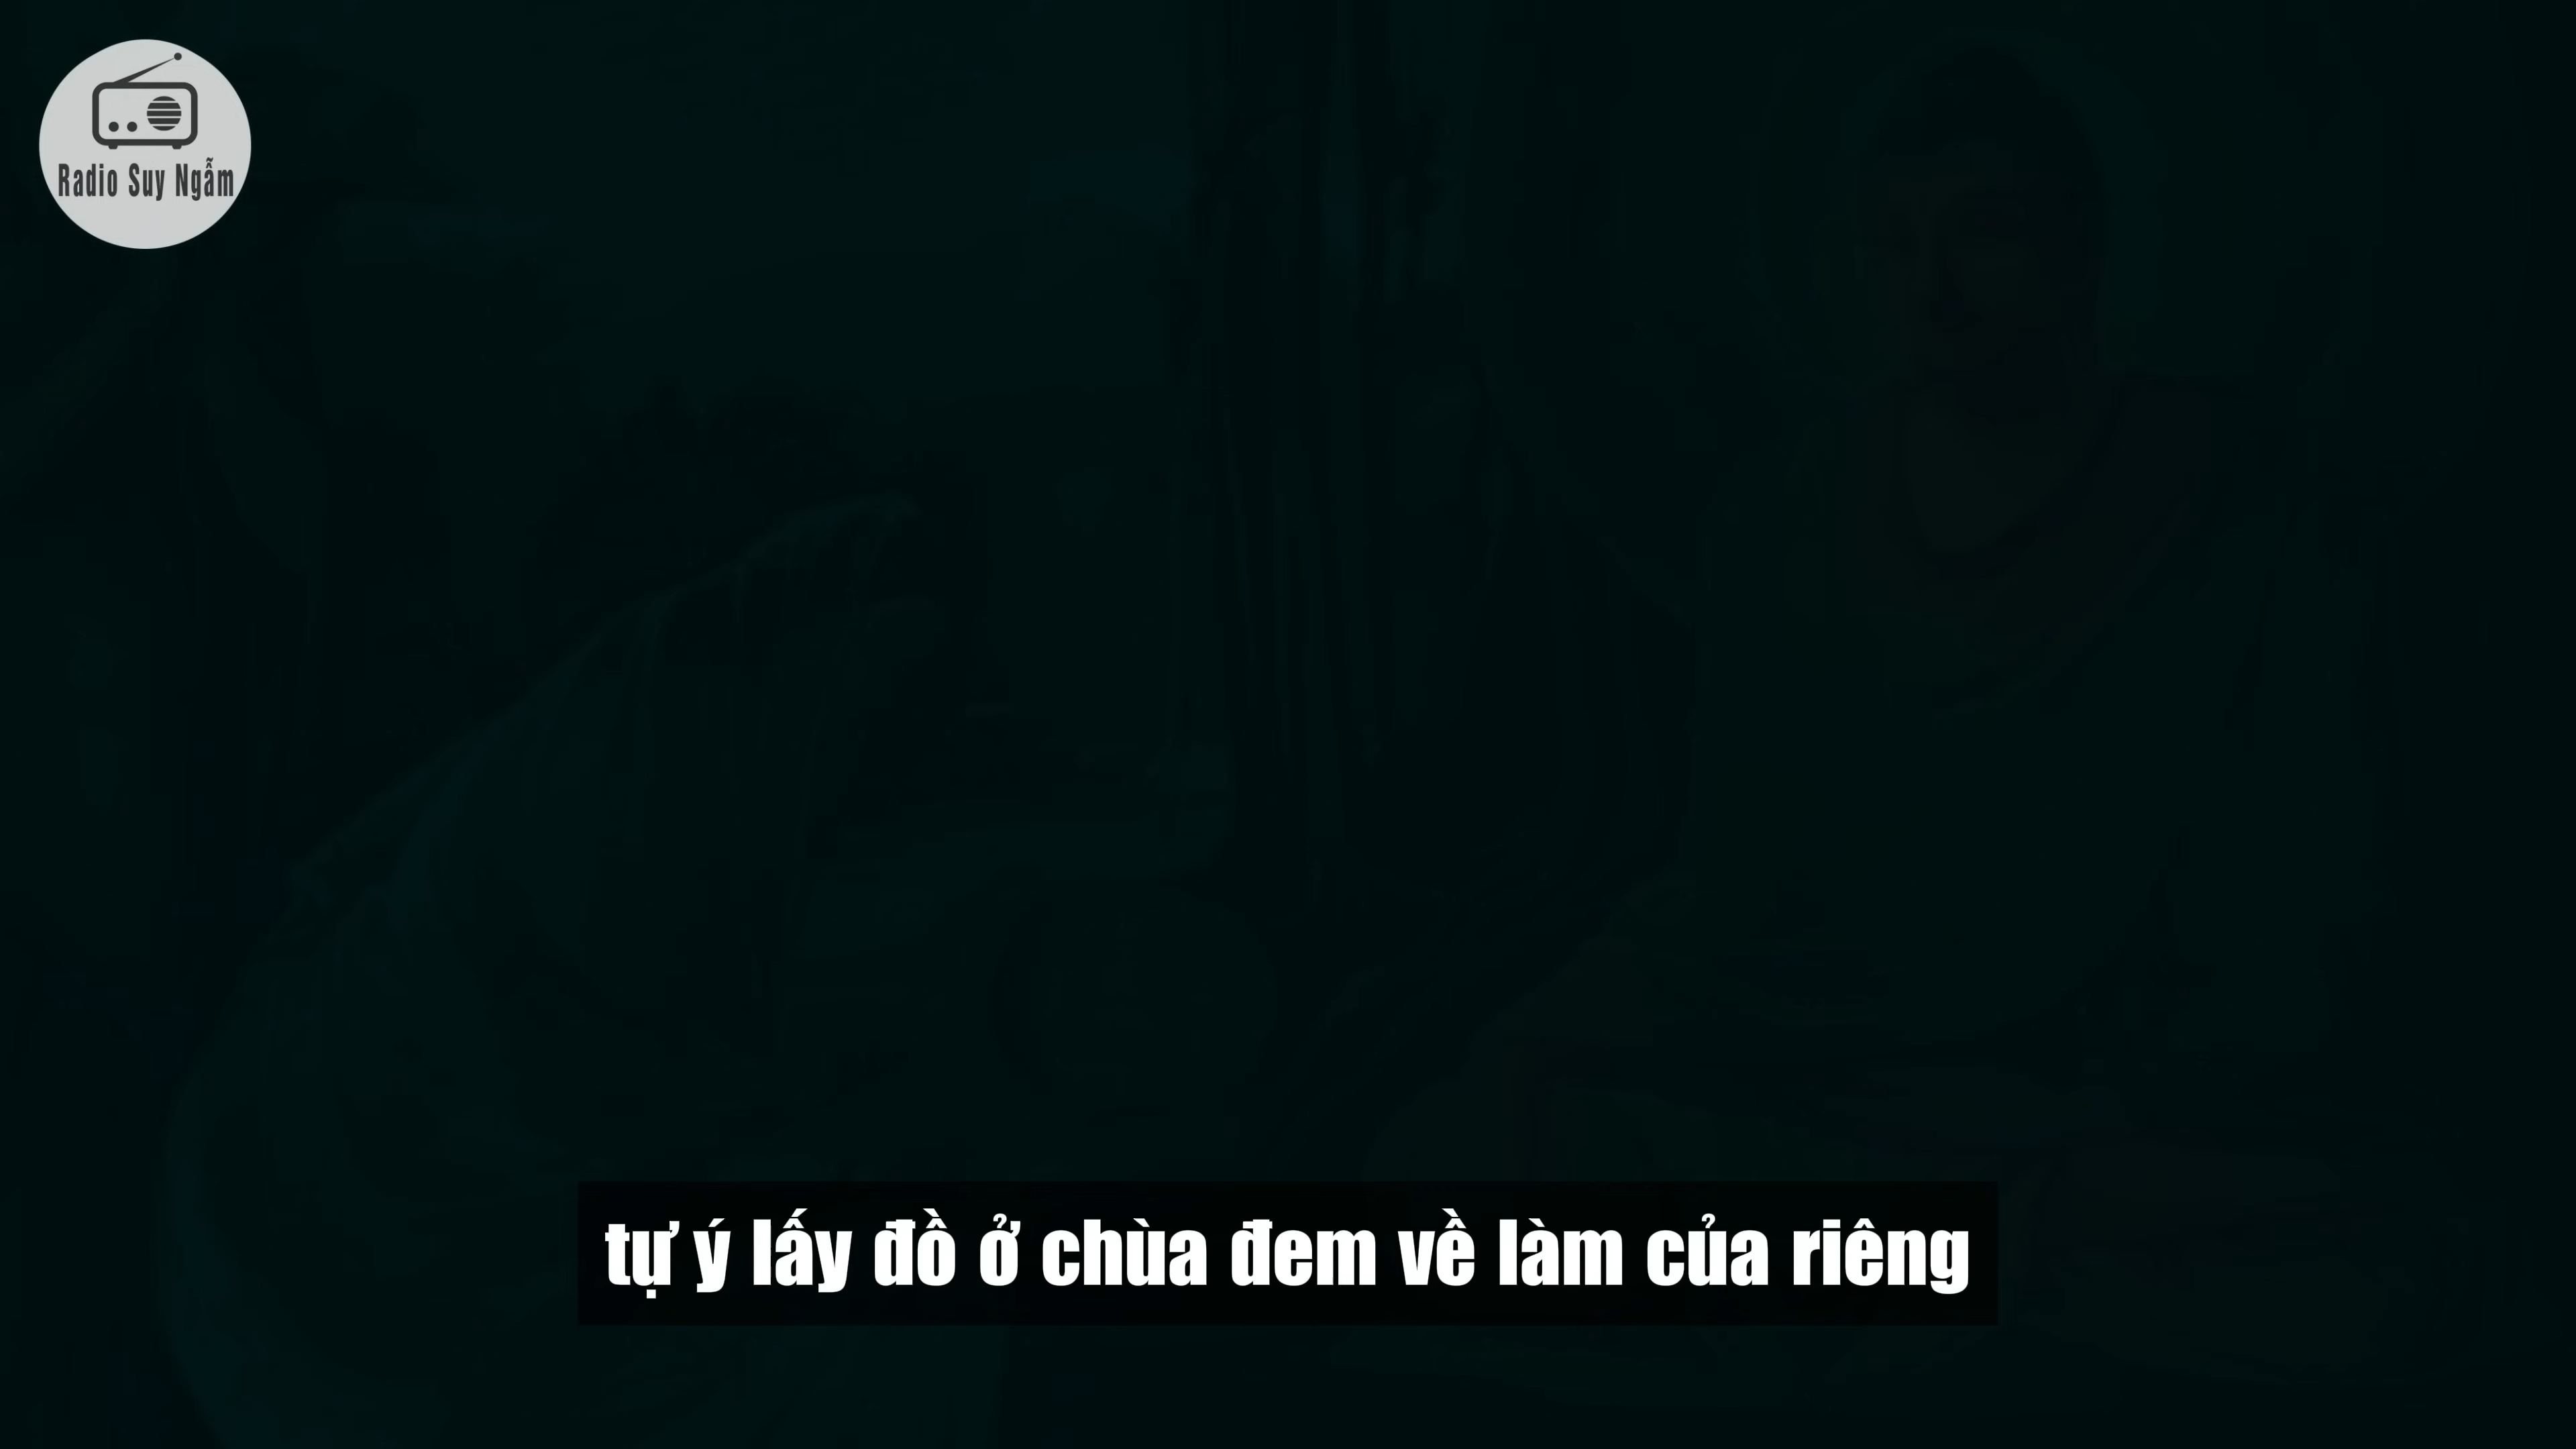 Radio Suy Ngẫm
tự ý lấy đồ ở chùa đem về làm của riêng